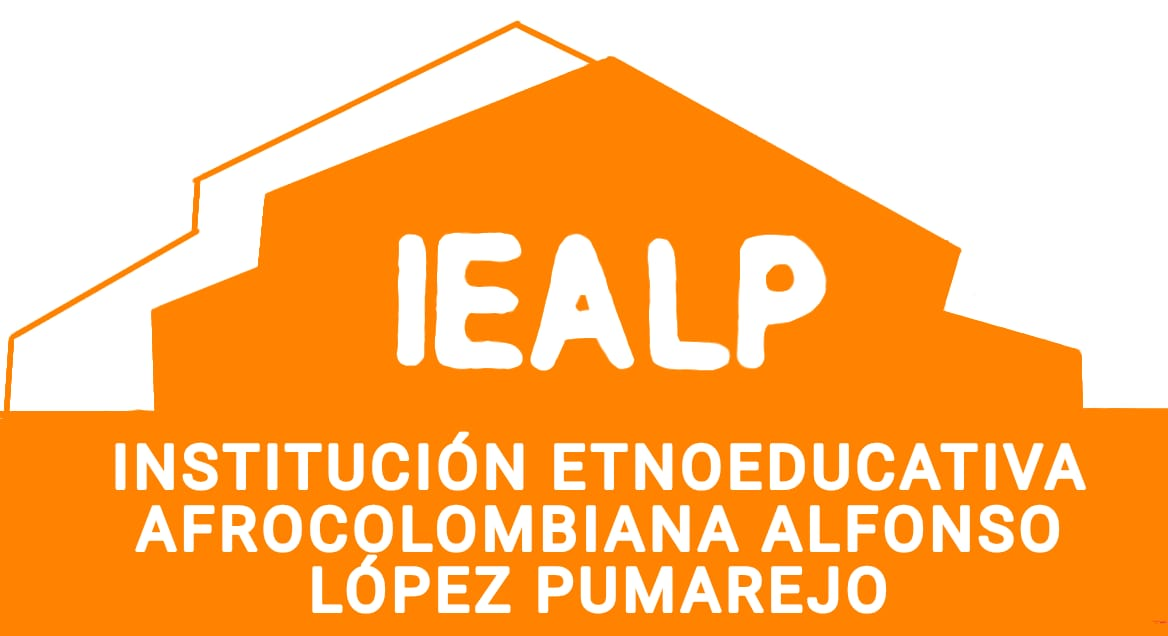 IEALP
INSTITUCIÓN ETNOEDUCATIVA
AFROCOLOMBIANA ALFONSO
LÓPEZ PUMAREJO